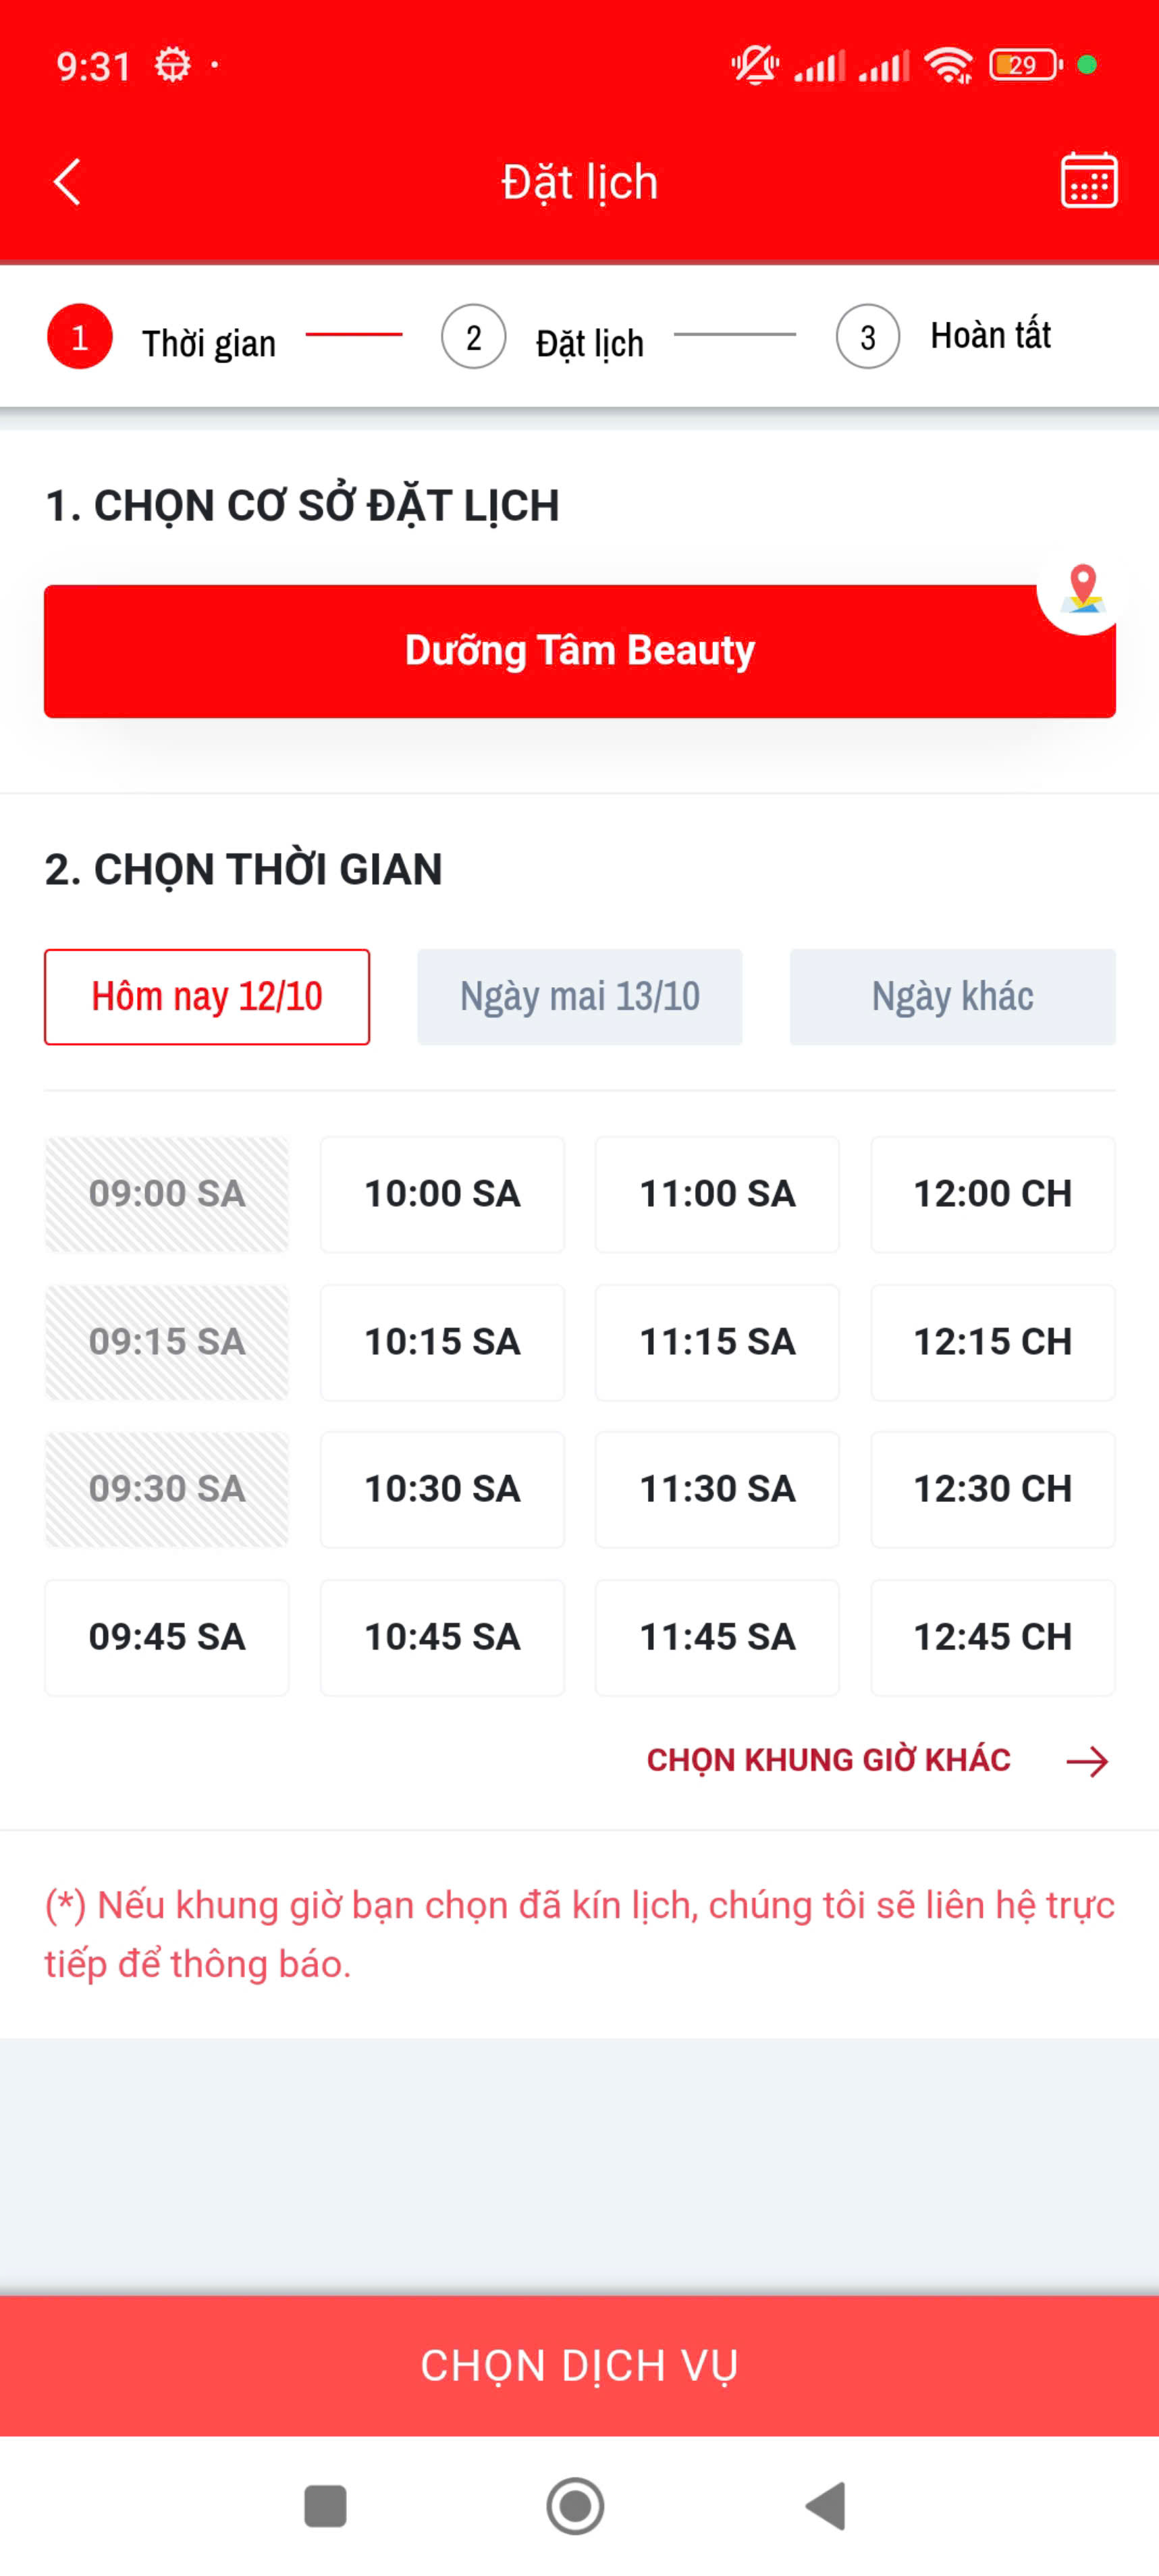 9:31
29
Đặt lịch
1 Thời gian 2 Đặt lịch 3 Hoàn tất
1. CHỌN CƠ SỞ ĐẶT LỊCH
Dưỡng Tâm Beauty
2. CHỌN THỜI GIAN
Hôm nay 12/10 Ngày mai 13/10 Ngày khác
09:00 SA 10:00 SA 11:00 SA 12:00 CH
09:15 SA 10:15 SA 11:15 SA 12:15 CH
09:30 SA 10:30 SA 11:30 SA 12:30 CH
09:45 SA 10:45 SA 11:45 SA 12:45 CH
CHỌN KHUNG GIỜ KHÁC
(*) Nếu khung giờ bạn chọn đã kín lịch, chúng tôi sẽ liên hệ trực
tiếp để thông báo.
CHỌN DỊCH VỤ